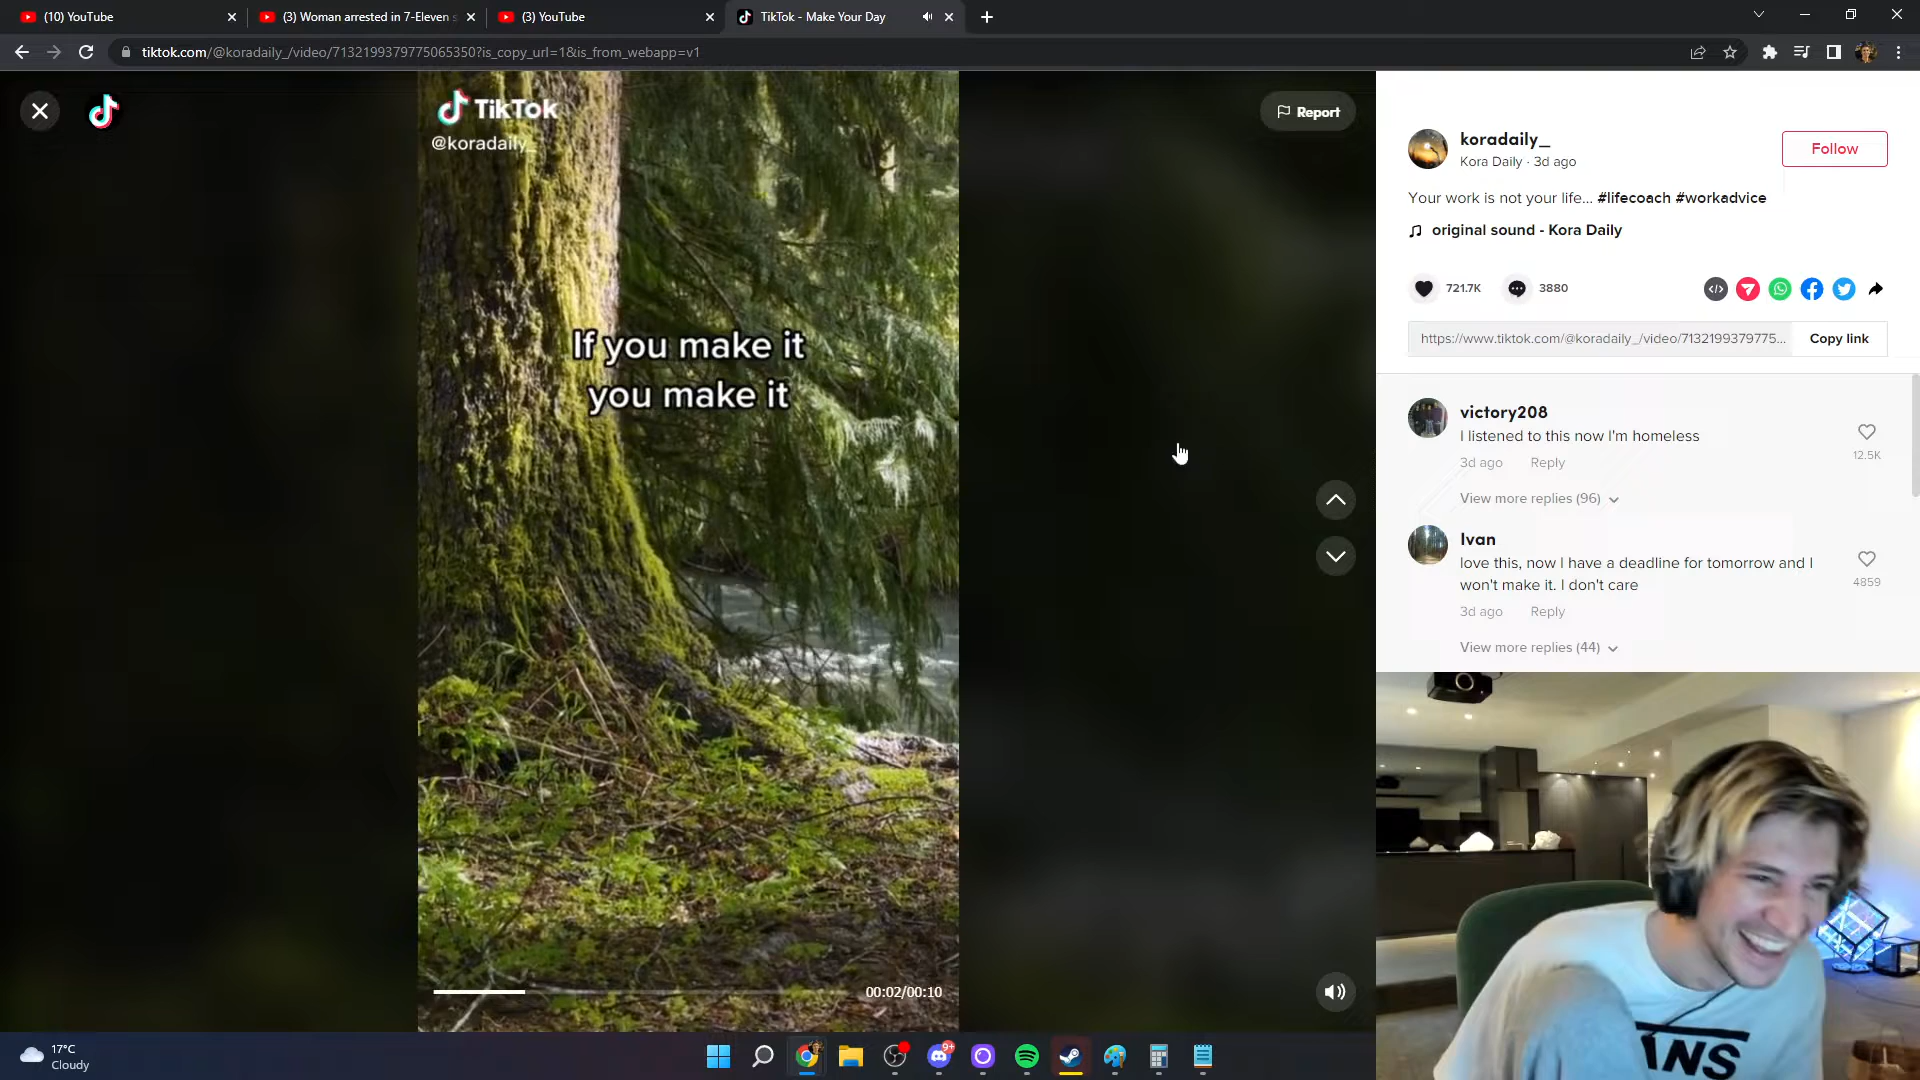 (10) YouTube
(3) Woman arrested in 7-Eleven s
(3) YouTube
TikTok - Make Your Day
tiktok.com/@koradaily_/video/7132199379775065350?is_copy_url=1&is_from_webapp=v1
TikTok
@koradaily_
Report
If you make it
you make it
00:02/00:10
koradaily_
Kora Daily · 3d ago
Follow
Your work is not your life... #lifecoach #workadvice
original sound - Kora Daily
721.7K
3880
https://www.tiktok.com/@koradaily_/video/7132199379775...
Copy link
victory208
I listened to this now I'm homeless
12.5K
3d ago
Reply
View more replies (96)
Ivan
love this, now I have a deadline for tomorrow and I
won't make it. I don't care
4859
3d ago
Reply
View more replies (44)
VANS
17°C
Cloudy
9+